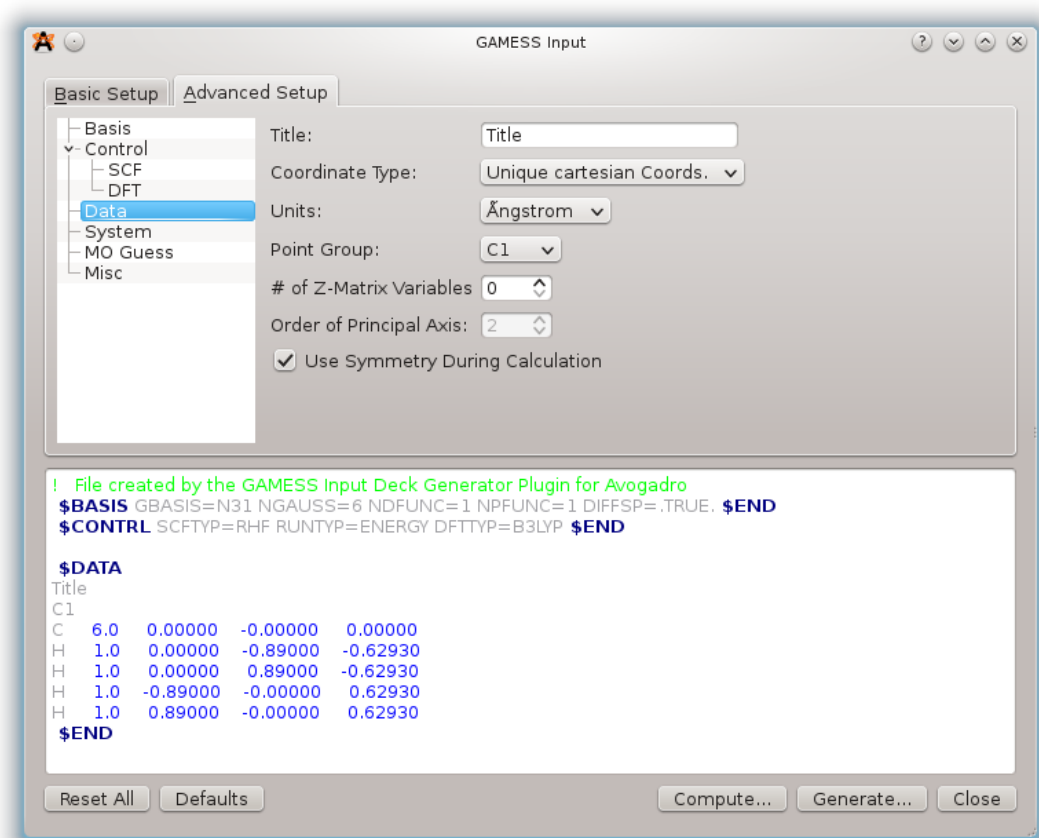 GAMESS Input
Basic Setup Advanced Setup
Basis
Control
SCF
DFT
Data
System
MO Guess
Misc
Title: Title
Coordinate Type: Unique cartesian Coords.
Units: Ãngstrom
Point Group: C1
# of Z-Matrix Variables 0
Order of Principal Axis: 2
Use Symmetry During Calculation
! File created by the GAMESS Input Deck Generator Plugin for Avogadro
$BASIS GBASIS=N31 NGAUSS=6 NDFUNC=1 NPFUNC=1 DIFFSP=.TRUE. $END
$CONTRL SCFTYP=RHF RUNTYP=ENERGY DFTTYP=B3LYP $END
$DATA
Title
C1
C 6.0 0.00000 -0.00000 0.00000
H 1.0 0.00000 -0.89000 -0.62930
H 1.0 0.00000 0.89000 -0.62930
H 1.0 -0.89000 -0.00000 0.62930
H 1.0 0.89000 -0.00000 0.62930
$END
Reset All Defaults Compute... Generate... Close